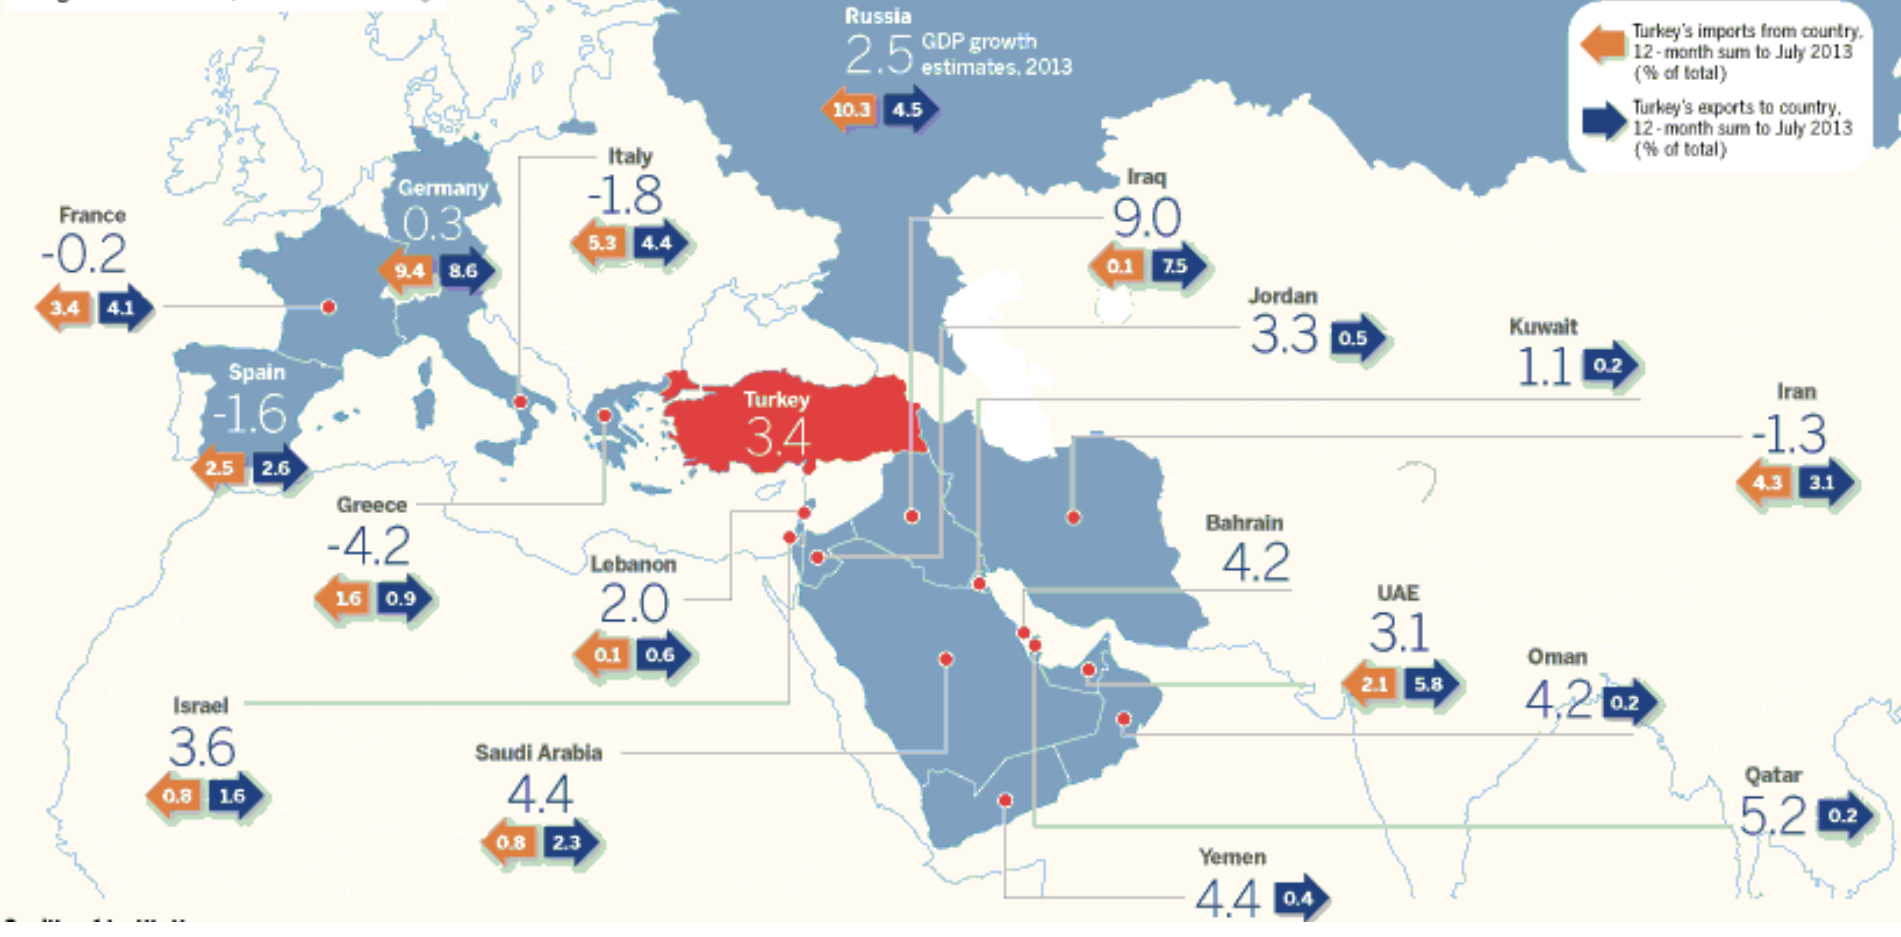 Russia
2.5 GDP growth
estimates, 2013
10.3 4.5
Turkey's imports from country,
12-month sum to July 2013
(% of total)
Turkey's exports to country,
12-month sum to July 2013
(% of total)
Italy
-1.8
5.3 4.4
Germany
0.3
9.4 8.6
France
-0.2
3.4 4.1
Iraq
9.0
0.1 7.5
Jordan
3.3 0.5
Kuwait
1.1 0.2
Spain
-1.6
2.5 2.6
Turkey
3.4
Iran
-1.3
4.3 3.1
Greece
-4.2
1.6 0.9
Lebanon
2.0
0.1 0.6
Bahrain
4.2
UAE
3.1
2.1 5.8
Oman
4.2 0.2
Israel
3.6
0.8 1.6
Saudi Arabia
4.4
0.8 2.3
Qatar
5.2 0.2
Yemen
4.4 0.4